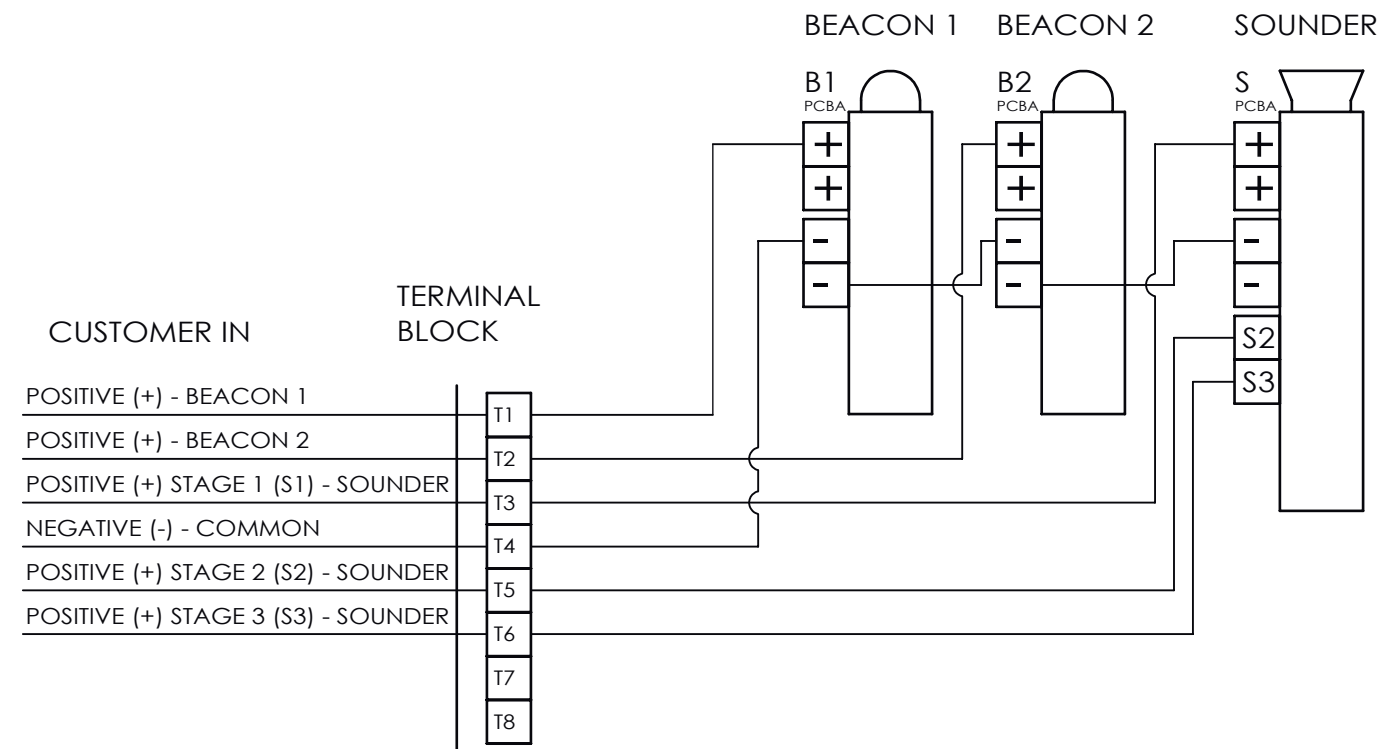 BEACON 1 BEACON 2 SOUNDER
B1 B2 S
PCBA PCBA PCBA
+ + +
+ + +
- - -
- - -
S2
S3
TERMINAL
BLOCK
CUSTOMER IN
POSITIVE (+) - BEACON 1
T1
POSITIVE (+) - BEACON 2
T2
POSITIVE (+) STAGE 1 (S1) - SOUNDER
T3
NEGATIVE (-) - COMMON
T4
POSITIVE (+) STAGE 2 (S2) - SOUNDER
T5
POSITIVE (+) STAGE 3 (S3) - SOUNDER
T6
T7
T8